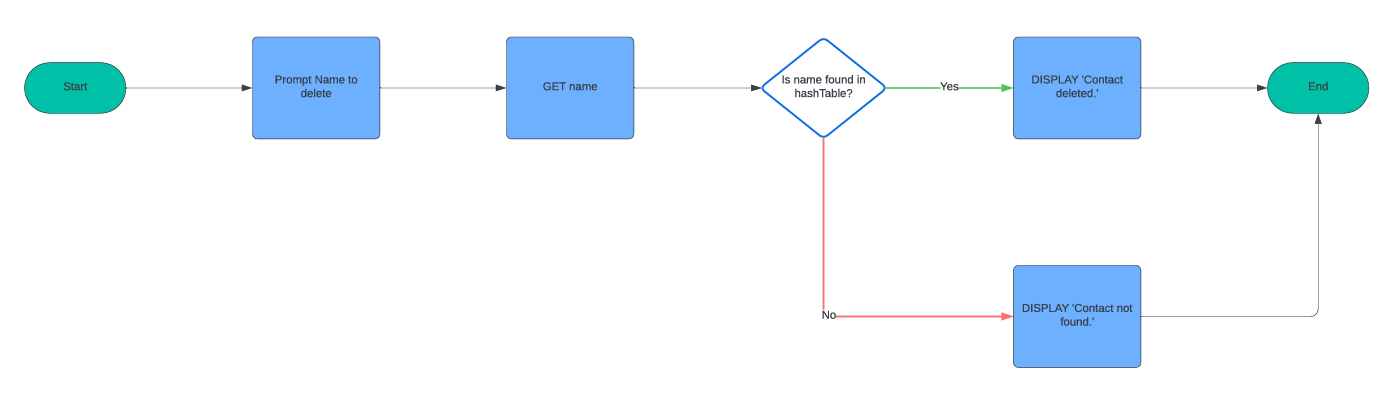 Start
Prompt Name to
delete
GET name
Is name found in
hashTable?
Yes
DISPLAY 'Contact
deleted.'
End
No
DISPLAY 'Contact not
found.'